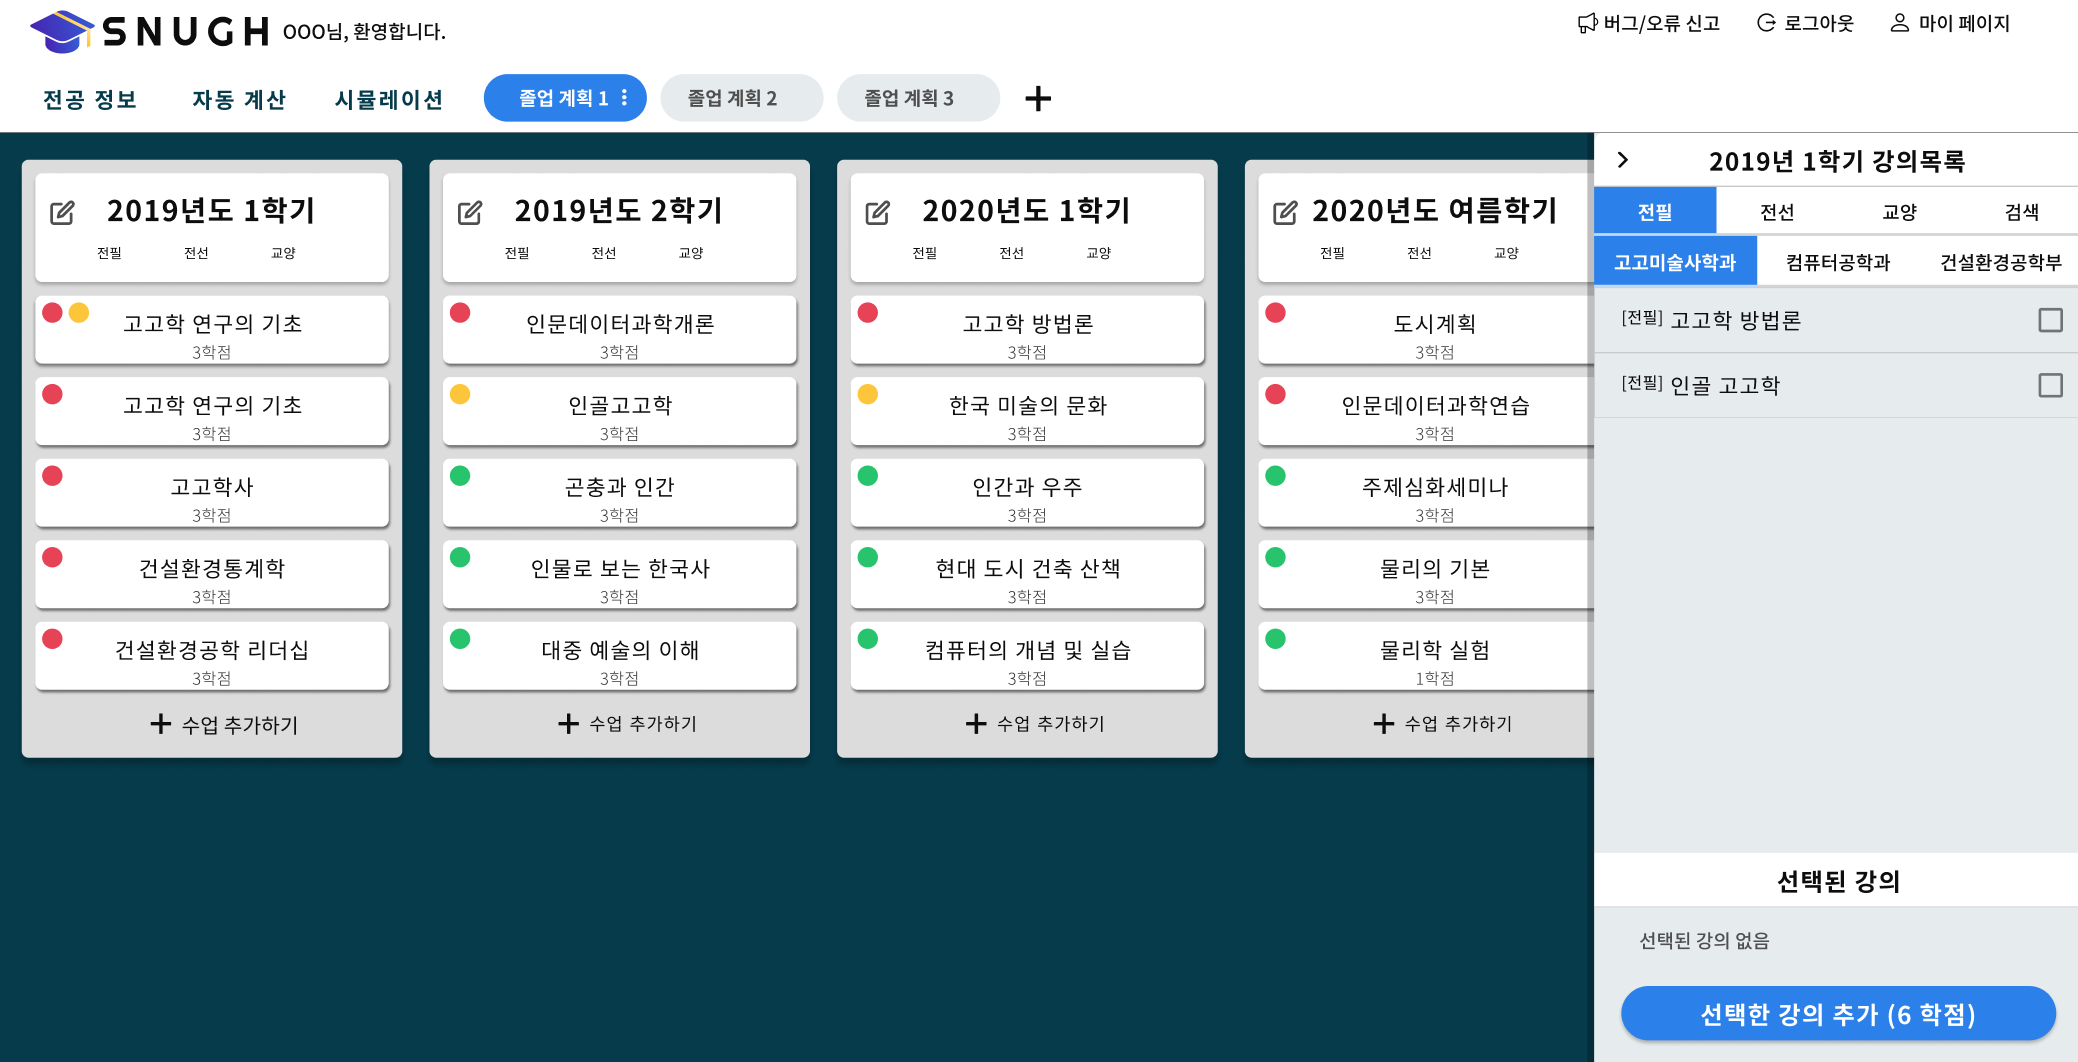 SNUGH OOO님, 환영합니다.
버그/오류 신고 로그아웃 마이 페이지
전공 정보 자동 계산 시뮬레이션 졸업 계획 1 졸업 계획 2 졸업 계획 3
2019년도 1학기
전필 전선 교양
고고학 연구의 기초
3학점
고고학 연구의 기초
3학점
고고학사
3학점
건설환경통계학
3학점
건설환경공학 리더십
3학점
수업 추가하기
2019년도 2학기
전필 전선 교양
인문데이터과학개론
3학점
인골고고학
3학점
곤충과 인간
3학점
인물로 보는 한국사
3학점
대중 예술의 이해
3학점
수업 추가하기
2020년도 1학기
전필 전선 교양
고고학 방법론
3학점
한국 미술의 문화
3학점
인간과 우주
3학점
현대 도시 건축 산책
3학점
컴퓨터의 개념 및 실습
3학점
수업 추가하기
2020년도 여름학기
전필 전선 교양
도시계획
3학점
인문데이터과학연습
3학점
주제심화세미나
3학점
물리의 기본
3학점
물리학 실험
1학점
수업 추가하기
2019년 1학기 강의목록
전필 전선 교양 검색
고고미술사학과 컴퓨터공학과 건설환경공학부
[전필] 고고학 방법론
[전필] 인골 고고학
선택된 강의
선택된 강의 없음
선택한 강의 추가 (6 학점)